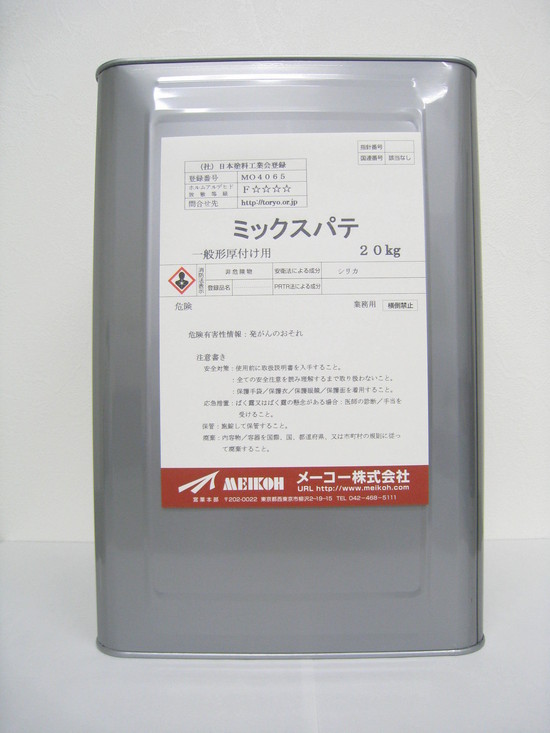 指針番号
国連番号 該当なし
(社)日本塗料工業会登録
登録番号 MO4065
ホルムアルデヒド放散等級 F☆☆☆☆
問合せ先 http://toryo.or.jp
ミックスパテ
一般形厚付け用 20kg
消防法表示 非危険物 安衛法による成分 シリカ
登録品名 PRTR法による成分
危険 業務用 横倒禁止
危険有害性情報:発がんのおそれ
注意書き
安全対策:使用前に取扱説明書を入手すること。
:全ての安全注意を読み理解するまで取り扱わないこと。
:保護手袋/保護衣/保護眼鏡/保護面を着用すること。
応急措置:ばく露又はばく露の懸念がある場合:医師の診断/手当を
受けること。
保管:施錠して保管すること。
廃棄:内容物/容器を国際、国、都道府県、又は市町村の規則に従っ
て廃棄すること。
MEIKOH メーコー株式会社
URL http://www.meikoh.com
営業本部 〒202-0022 東京都西東京市柳沢2-19-15 TEL 042-468-5111